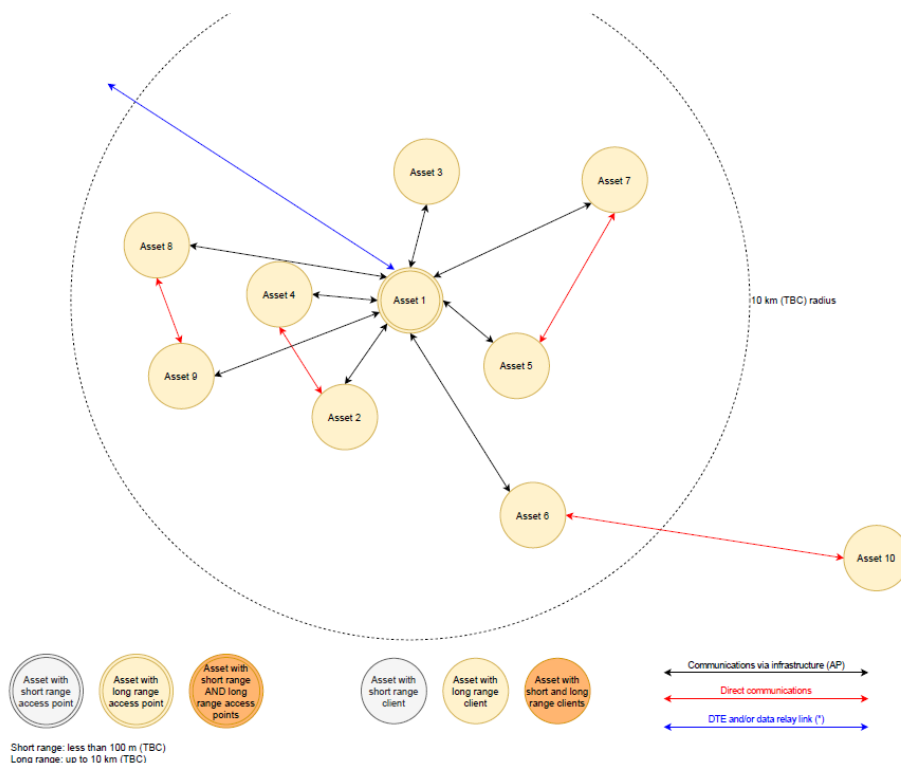 Asset 3
Asset 7
Asset 8
Asset 4
Asset 1
10 km (TBC) radius
Asset 5
Asset 9
Asset 2
Asset 6
Asset 10
Asset with
short range
access point
Asset with
long range
access point
Asset with
short range
AND long
range access
points
Asset with
short range
client
Asset with
long range
client
Asset with
short and long
range clients
Communications via infrastructure (AP)
Direct communications
DTE and/or data relay link (*)
Short range: less than 100 m (TBC)
Long range: up to 10 km (TBC)